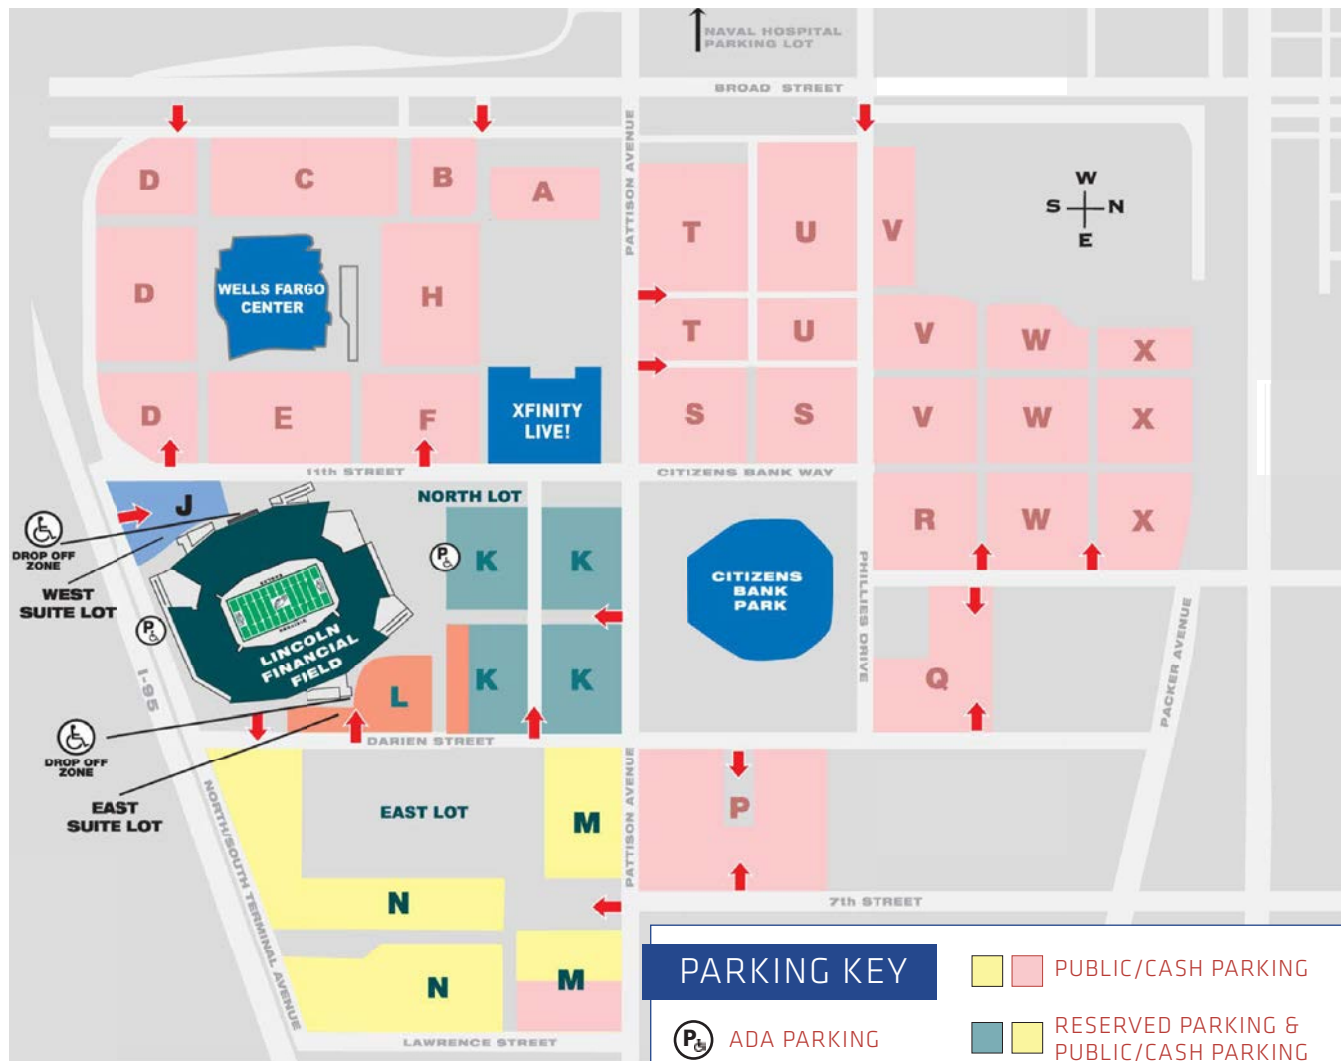 NAVAL HOSPITAL
PARKING LOT
BROAD STREET
PATTISON AVENUE
W
S N
E
D
C
B
A
T
U
V
D
WELLS FARGO
CENTER
H
T
U
V
W
X
D
E
F
XFINITY
LIVE!
S
S
V
W
X
11th STREET
CITIZENS BANK WAY
J
NORTH LOT
DROP OFF
ZONE
WEST
SUITE LOT
P
P
K
K
R
W
X
CITIZENS
BANK
PARK
PHILLIES DRIVE
LINCOLN
FINANCIAL
FIELD
I-95
L
K
K
Q
PACKER AVENUE
DROP OFF
ZONE
EAST
SUITE LOT
DARIEN STREET
NORTH/SOUTH TERMINAL AVENUE
EAST LOT
M
PATTISON AVENUE
P
N
7th STREET
N
M
LAWRENCE STREET
PARKING KEY
PUBLIC/CASH PARKING
P
ADA PARKING
RESERVED PARKING &
PUBLIC/CASH PARKING